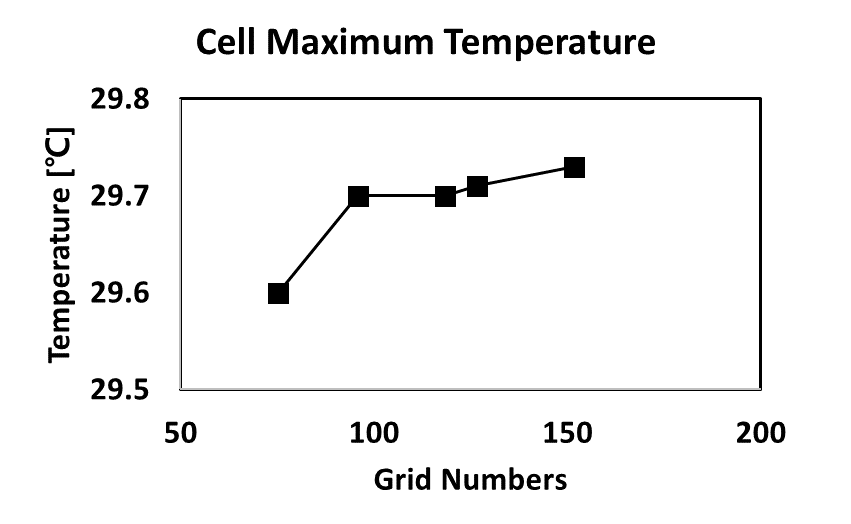 Cell Maximum Temperature
29.8
29.7
29.6
29.5
Temperature [°C]
50 100 150 200
Grid Numbers